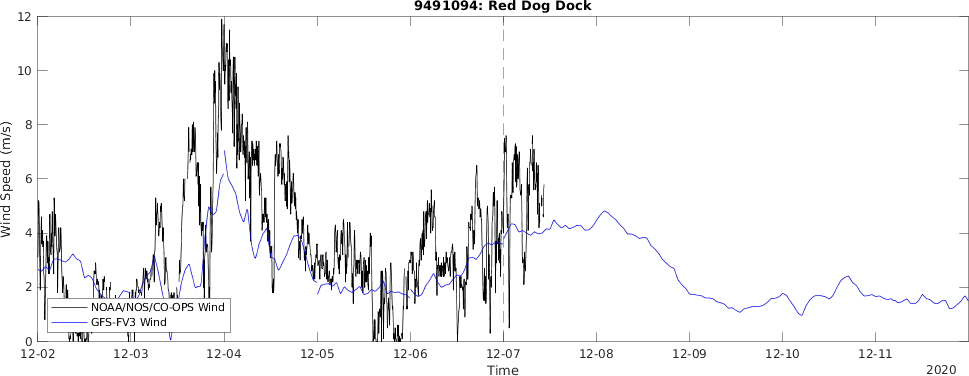 9491094: Red Dog Dock
12
10
8
6
4
2
0
Wind Speed (m/s)
NOAA/NOS/CO-OPS Wind
GFS-FV3 Wind
12-02 12-03 12-04 12-05 12-06 12-07 12-08 12-09 12-10 12-11
Time
2020